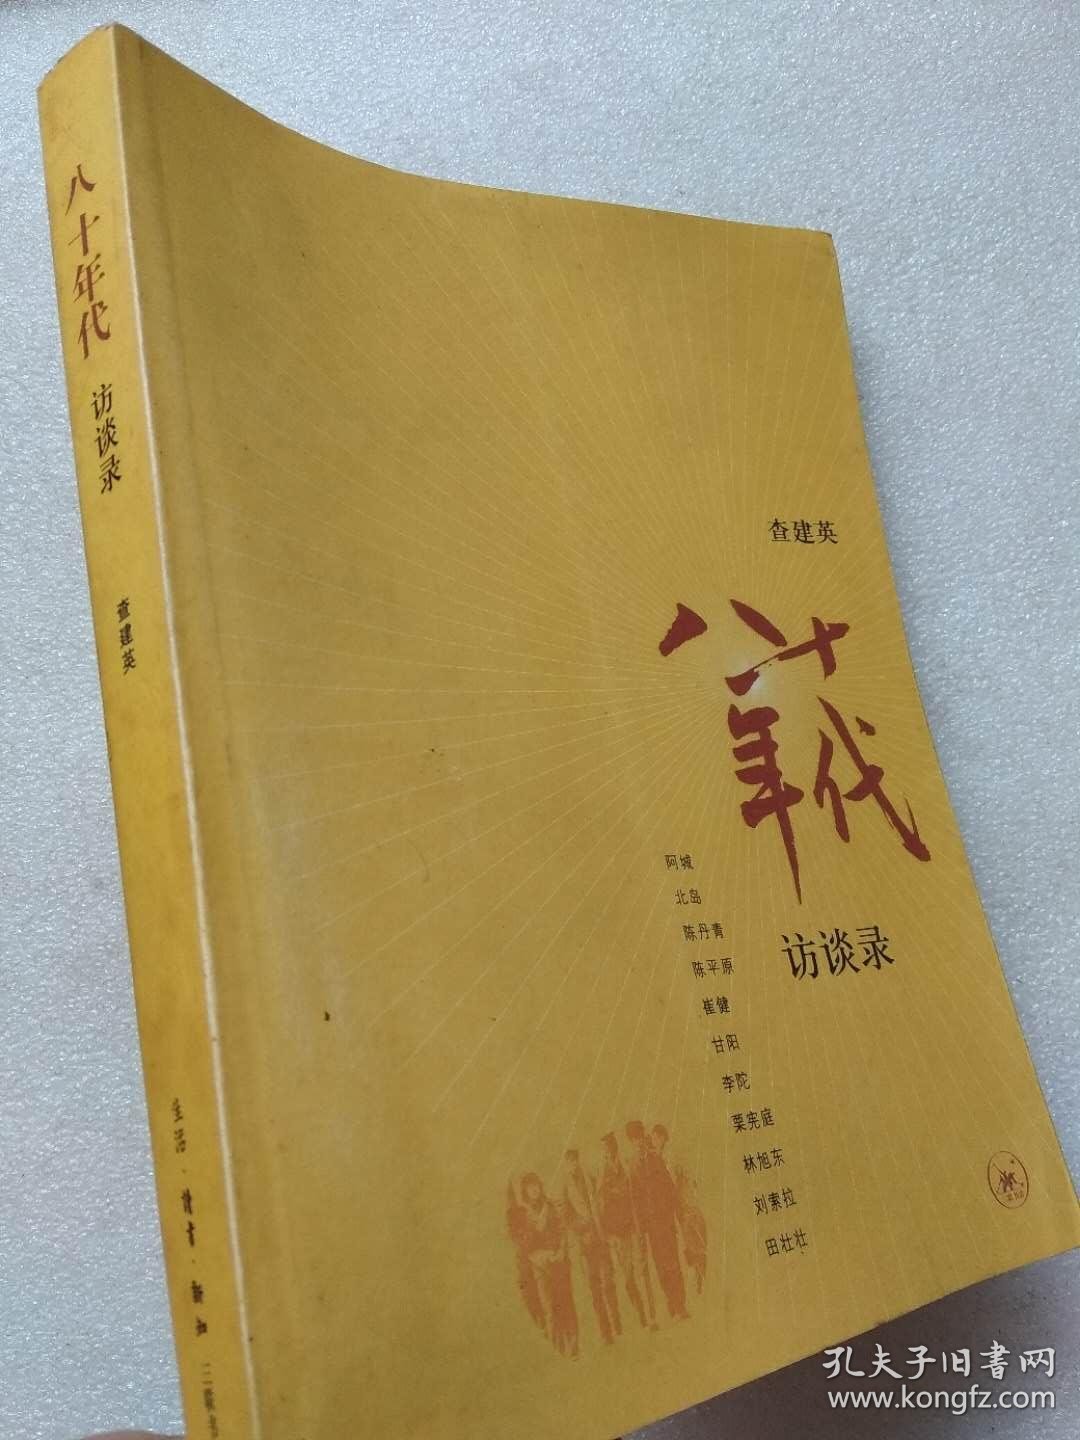 八十年代
访谈录
查建英
生活·读书·新知
三联书
查建英
八十
年代
访谈录
阿城
北岛
陈丹青
陈平原
崔健
甘阳
李陀
栗宪庭
林旭东
刘索拉
田壮壮
孔夫子旧書网
www.kongfz.com